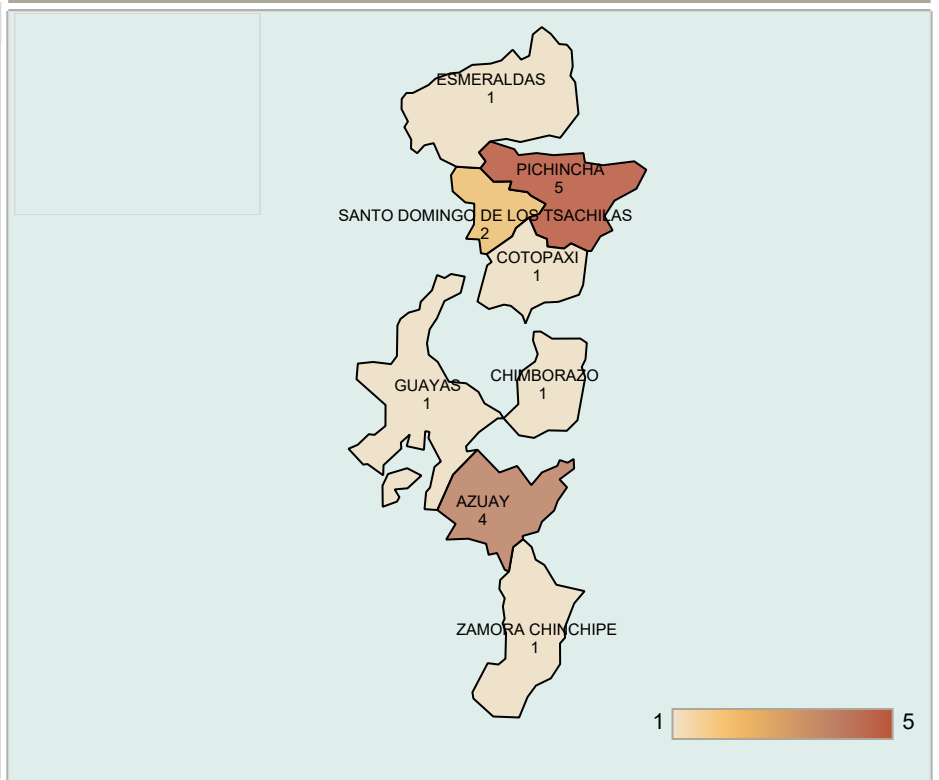 ESMERALDAS
1
PICHINCHA
5
SANTO DOMINGO DE LOS TSACHILAS
2
COTOPAXI
1
CHIMBORAZO
1
GUAYAS
1
AZUAY
4
ZAMORA CHINCHIPE
1
1 5